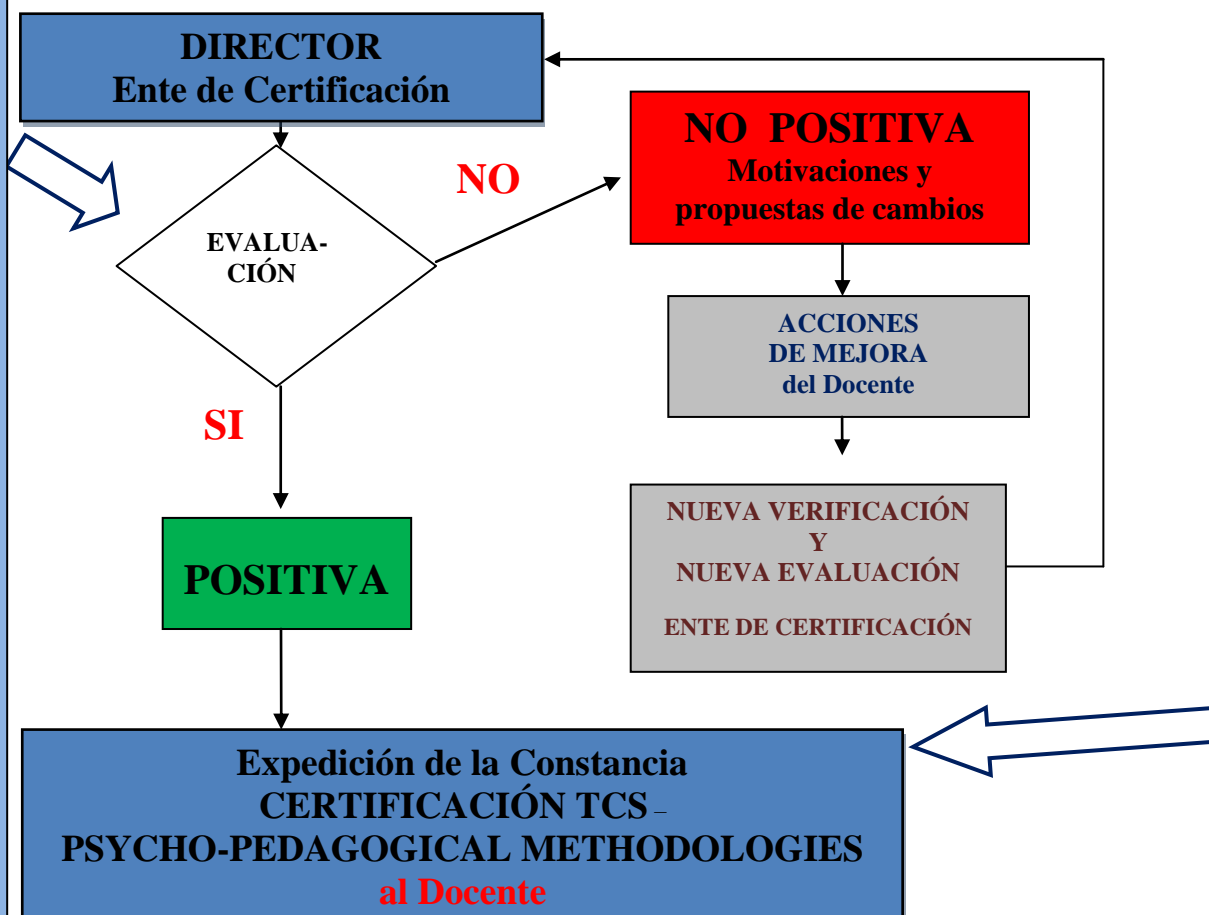 DIRECTOR
Ente de Certificación
NO
NO POSITIVA
Motivaciones y
propuestas de cambios
EVALUA-
CIÓN
ACCIONES
DE MEJORA
del Docente
SI
NUEVA VERIFICACIÓN
Y
NUEVA EVALUACIÓN
ENTE DE CERTIFICACIÓN
POSITIVA
Expedición de la Constancia
CERTIFICACIÓN TCS –
PSYCHO-PEDAGOGICAL METHODOLOGIES
al Docente